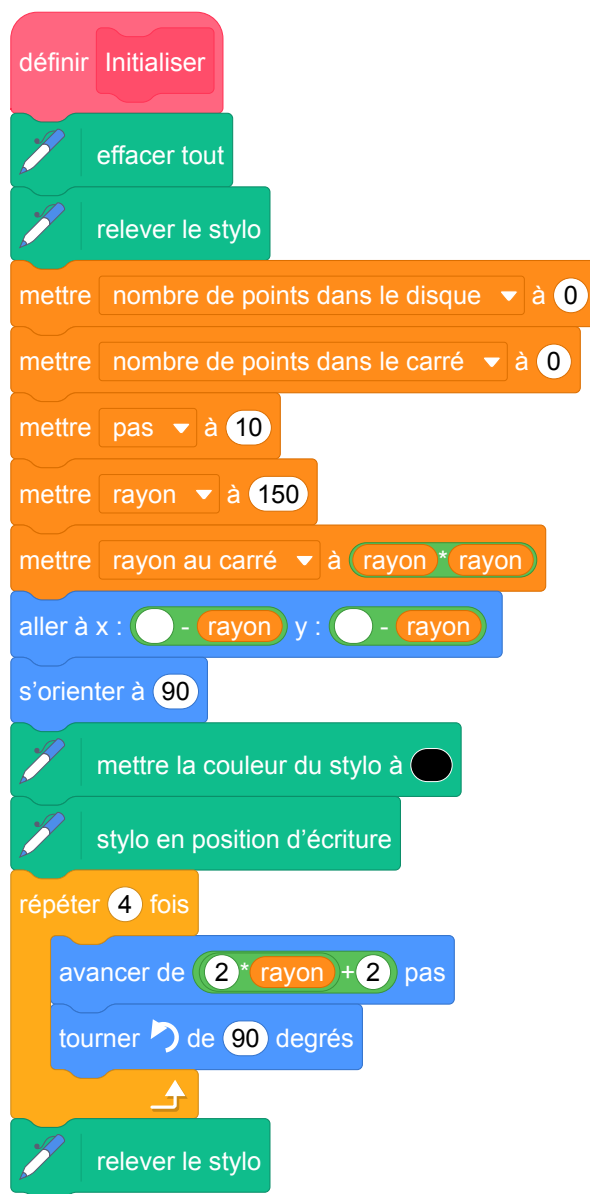 définir Initialiser
effacer tout
relever le stylo
mettre nombre de points dans le disque à 0
mettre nombre de points dans le carré à 0
mettre pas à 10
mettre rayon à 150
mettre rayon au carré à rayon * rayon
aller à x : - rayon y : - rayon
s’orienter à 90
mettre la couleur du stylo à
stylo en position d’écriture
répéter 4 fois
avancer de 2 * rayon + 2 pas
tourner de 90 degrés
relever le stylo